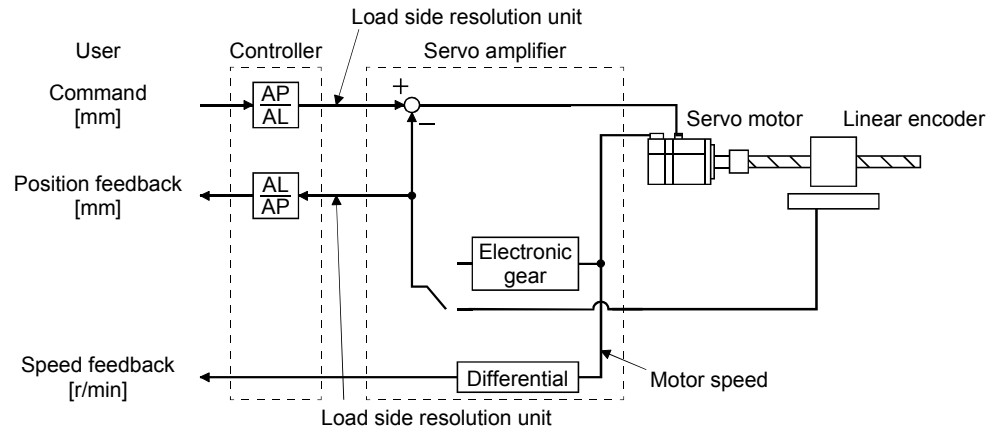 Load side resolution unit
User
Controller
Servo amplifier
Command
[mm]
AP
AL
+
−
Servo motor
Linear encoder
Position feedback
[mm]
AL
AP
Electronic
gear
Speed feedback
[r/min]
Differential
Motor speed
Load side resolution unit